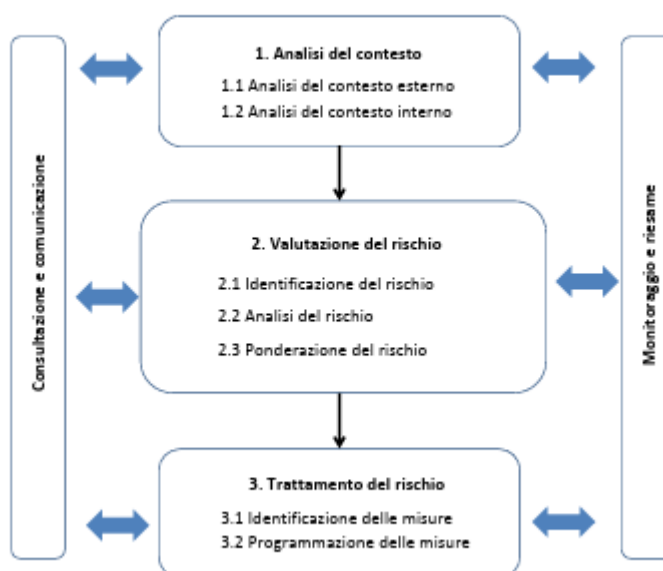 1. Analisi del contesto
1.1 Analisi del contesto esterno
1.2 Analisi del contesto interno
Consultazione e comunicazione
2. Valutazione del rischio
2.1 Identificazione del rischio
2.2 Analisi del rischio
2.3 Ponderazione del rischio
Monitoraggio e riesame
3. Trattamento del rischio
3.1 Identificazione delle misure
3.2 Programmazione delle misure